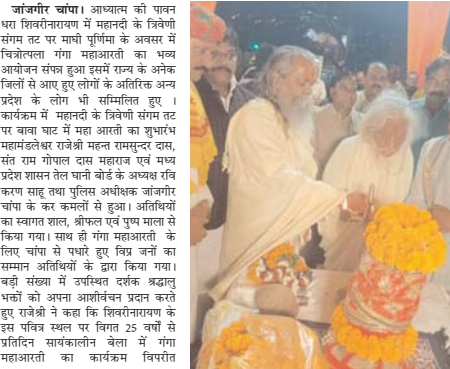 जांजगीर चांपा। आध्यात्म की पावन
धरा शिवरीनारायण में महानदी के त्रिवेणी
संगम तट पर माघी पूर्णिमा के अवसर में
चित्रोत्पला गंगा महाआरती का भव्य
आयोजन संपन्न हुआ इसमें राज्य के अनेक
जिलों से आए हुए लोगों के अतिरिक्त अन्य
प्रदेश के लोग भी सम्मिलित हुए ।
कार्यक्रम में महानदी के त्रिवेणी संगम तट
पर बावा घाट में महा आरती का शुभारंभ
महामंडलेश्वर राजेश्री महन्त रामसुन्दर दास,
संत राम गोपाल दास महाराज एवं मध्य
प्रदेश शासन तेल घानी बोर्ड के अध्यक्ष रवि
करण साहू तथा पुलिस अधीक्षक जांजगीर
चांपा के कर कमलों से हुआ। अतिथियों
का स्वागत शाल, श्रीफल एवं पुष्प माला से
किया गया। साथ ही गंगा महाआरती के
लिए चांपा से पधारे हुए विप्र जनों का
सम्मान अतिथियों के द्वारा किया गया।
बड़ी संख्या में उपस्थित दर्शक श्रद्धालु
भक्तों को अपना आशीर्वचन प्रदान करते
हुए राजेश्री ने कहा कि शिवरीनारायण के
इस पवित्र स्थल पर विगत 25 वर्षों से
प्रतिदिन सायंकालीन बेला में गंगा
महाआरती का कार्यक्रम विपरीत